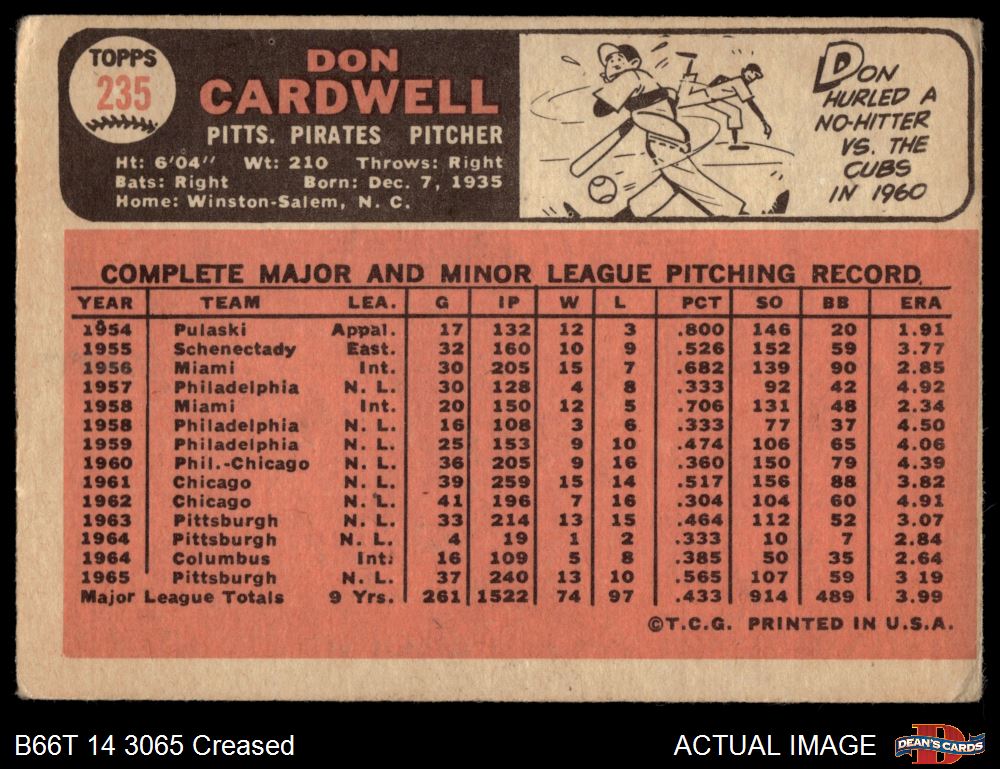 TOPPS
235
DON
CARDWELL
PITTS. PIRATES PITCHER
Ht: 6'04" Wt: 210 Throws: Right
Bats: Right Born: Dec. 7, 1935
Home: Winston-Salem, N. C.
DON
HURLED A
NO-HITTER
VS. THE
CUBS
IN 1960
COMPLETE MAJOR AND MINOR LEAGUE PITCHING RECORD.
YEAR TEAM LEA. G IP W L PCT SO BB ERA
1954 Pulaski Appal. 17 132 12 3 .800 146 20 1.91
1955 Schenectady East. 32 160 10 9 .526 152 59 3.77
1956 Miami Int. 30 205 15 7 .682 139 90 2.85
1957 Philadelphia N. L. 30 128 4 8 .333 92 42 4.92
1958 Miami Int. 20 150 12 5 .706 131 48 2.34
1958 Philadelphia N. L. 16 108 3 6 .333 77 37 4.50
1959 Philadelphia N. L. 25 153 9 10 .474 106 65 4.06
1960 Phil.-Chicago N. L. 36 205 9 16 .360 150 79 4.39
1961 Chicago N. L. 39 259 15 14 .517 156 88 3.82
1962 Chicago N. L. 41 196 7 16 .304 104 60 4.91
1963 Pittsburgh N. L. 33 214 13 15 .464 112 52 3.07
1964 Pittsburgh N. L. 4 19 1 2 .333 10 7 2.84
1964 Columbus Int. 16 109 5 8 .385 50 35 2.64
1965 Pittsburgh N. L. 37 240 13 10 .565 107 59 3 19
Major League Totals 9 Yrs. 261 1522 74 97 .433 914 489 3.99
©T.C.G. PRINTED IN U.S.A.
B66T 14 3065 Creased
ACTUAL IMAGE
DEAN'S CARDS